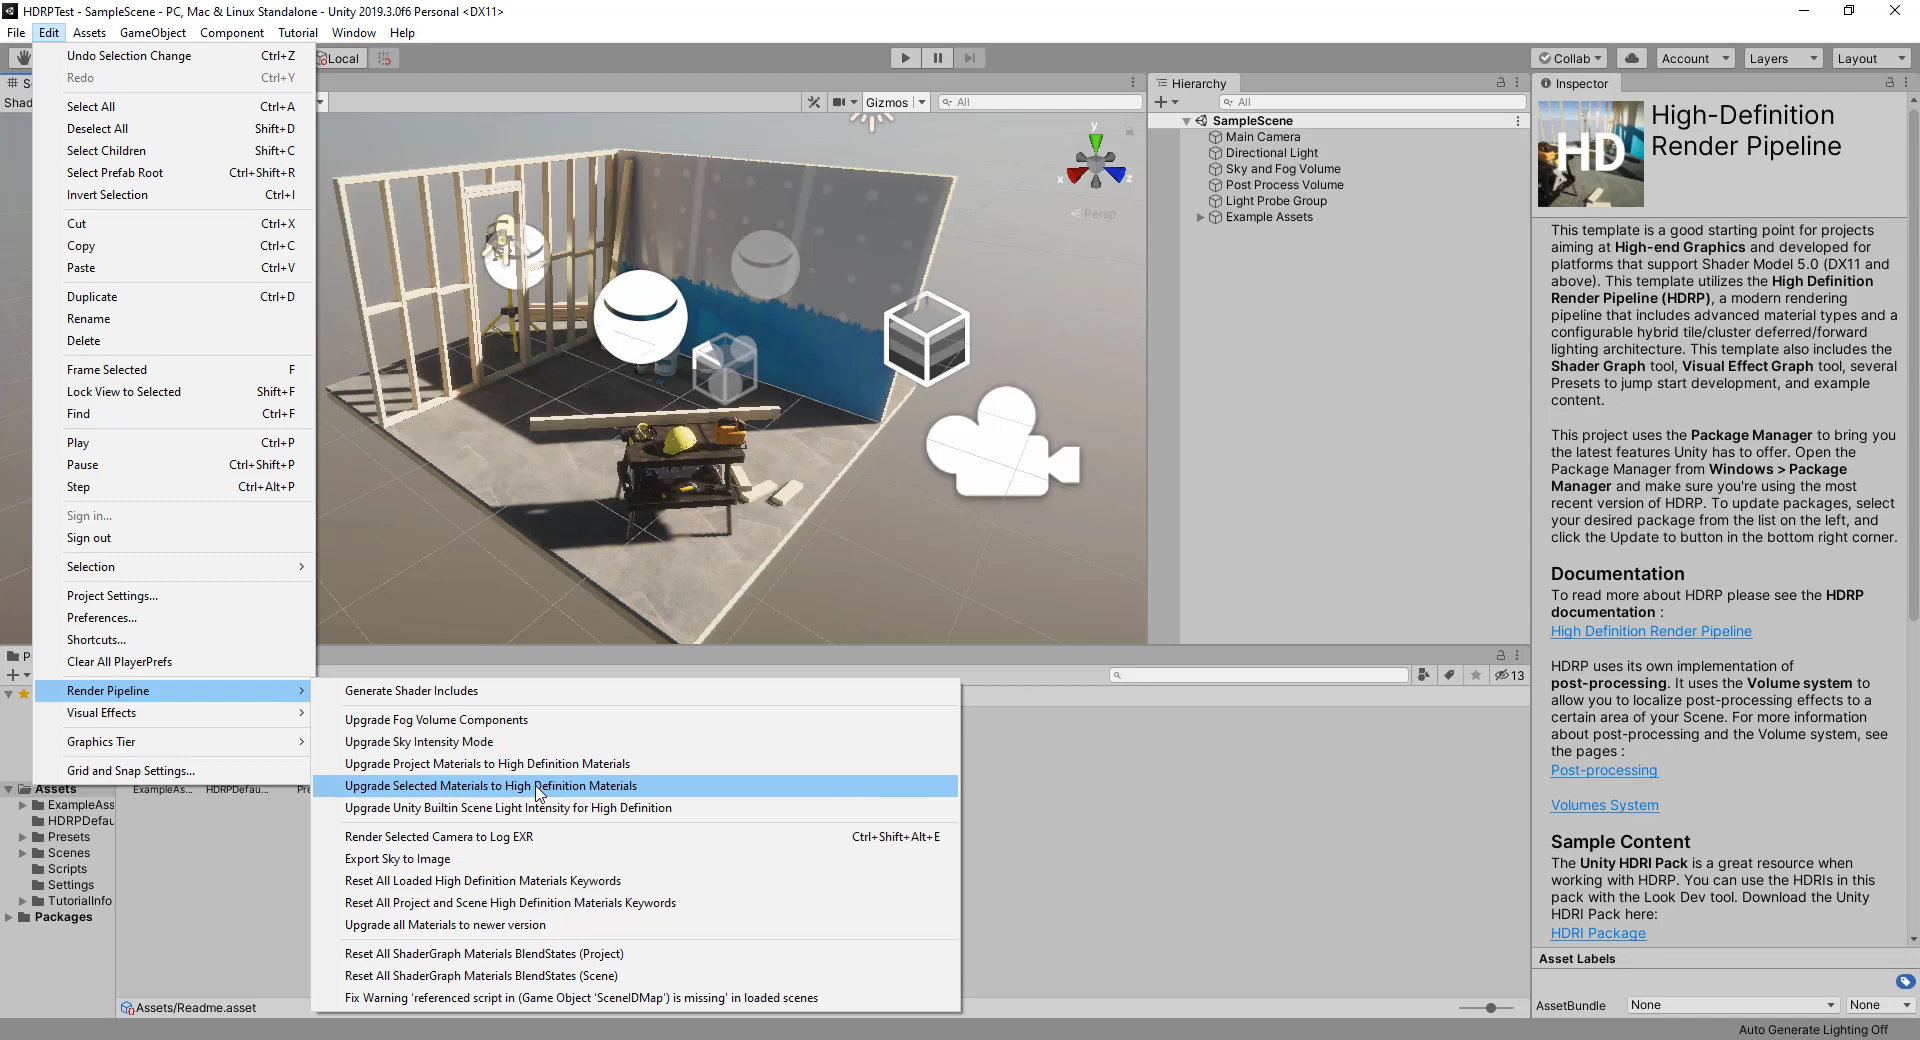 HDRPTest - SampleScene - PC, Mac & Linux Standalone - Unity 2019.3.0f6 Personal <DX11>
File Edit Assets GameObject Component Tutorial Window Help
Local
Collab Account Layers Layout
Undo Selection Change Ctrl+Z
Redo Ctrl+Y
Select All Ctrl+A
Deselect All Shift+D
Select Children Shift+C
Select Prefab Root Ctrl+Shift+R
Invert Selection Ctrl+I
Cut Ctrl+X
Copy Ctrl+C
Paste Ctrl+V
Duplicate Ctrl+D
Rename
Delete
Frame Selected F
Lock View to Selected Shift+F
Find Ctrl+F
Play Ctrl+P
Pause Ctrl+Shift+P
Step Ctrl+Alt+P
Sign in...
Sign out
Selection
Project Settings...
Preferences...
Shortcuts...
Clear All PlayerPrefs
Render Pipeline
Visual Effects
Graphics Tier
Grid and Snap Settings...
Generate Shader Includes
Upgrade Fog Volume Components
Upgrade Sky Intensity Mode
Upgrade Project Materials to High Definition Materials
Upgrade Selected Materials to High Definition Materials
Upgrade Unity Builtin Scene Light Intensity for High Definition
Render Selected Camera to Log EXR Ctrl+Shift+Alt+E
Export Sky to Image
Reset All Loaded High Definition Materials Keywords
Reset All Project and Scene High Definition Materials Keywords
Upgrade all Materials to newer version
Reset All ShaderGraph Materials BlendStates (Project)
Reset All ShaderGraph Materials BlendStates (Scene)
Fix Warning 'referenced script in (Game Object 'SceneIDMap') is missing' in loaded scenes
Shad
Gizmos All
y
x z
Persp
Hierarchy
All
SampleScene
Main Camera
Directional Light
Sky and Fog Volume
Post Process Volume
Light Probe Group
Example Assets
13
Assets
ExampleAss
HDRPDefau
Presets
Scenes
Scripts
Settings
TutorialInfo
Packages
ExampleAs... HDRPDefau... Pre
Assets/Readme.asset
Inspector
HD
High-Definition
Render Pipeline
This template is a good starting point for projects
aiming at High-end Graphics and developed for
platforms that support Shader Model 5.0 (DX11 and
above). This template utilizes the High Definition
Render Pipeline (HDRP), a modern rendering
pipeline that includes advanced material types and a
configurable hybrid tile/cluster deferred/forward
lighting architecture. This template also includes the
Shader Graph tool, Visual Effect Graph tool, several
Presets to jump start development, and example
content.
This project uses the Package Manager to bring you
the latest features Unity has to offer. Open the
Package Manager from Windows > Package
Manager and make sure you're using the most
recent version of HDRP. To update packages, select
your desired package from the list on the left, and
click the Update to button in the bottom right corner.
Documentation
To read more about HDRP please see the HDRP
documentation :
High Definition Render Pipeline
HDRP uses its own implementation of
post-processing. It uses the Volume system to
allow you to localize post-processing effects to a
certain area of your Scene. For more information
about post-processing and the Volume system, see
the pages :
Post-processing
Volumes System
Sample Content
The Unity HDRI Pack is a great resource when
working with HDRP. You can use the HDRIs in this
pack with the Look Dev tool. Download the Unity
HDRI Pack here:
HDRI Package
Asset Labels
AssetBundle None None
Auto Generate Lighting Off